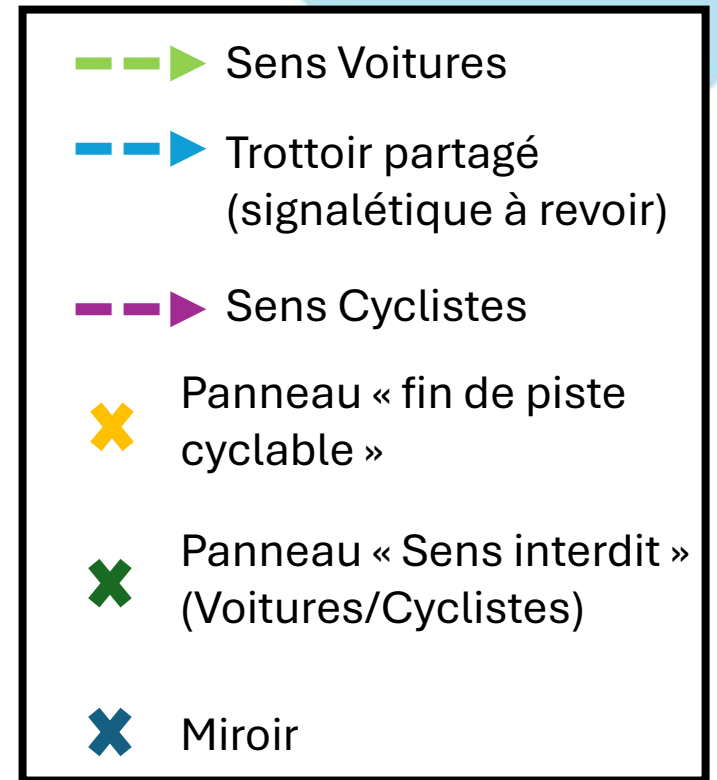 Sens Voitures
Trottoir partagé
(signalétique à revoir)
Sens Cyclistes
Panneau « fin de piste
cyclable »
Panneau « Sens interdit »
(Voitures/Cyclistes)
Miroir